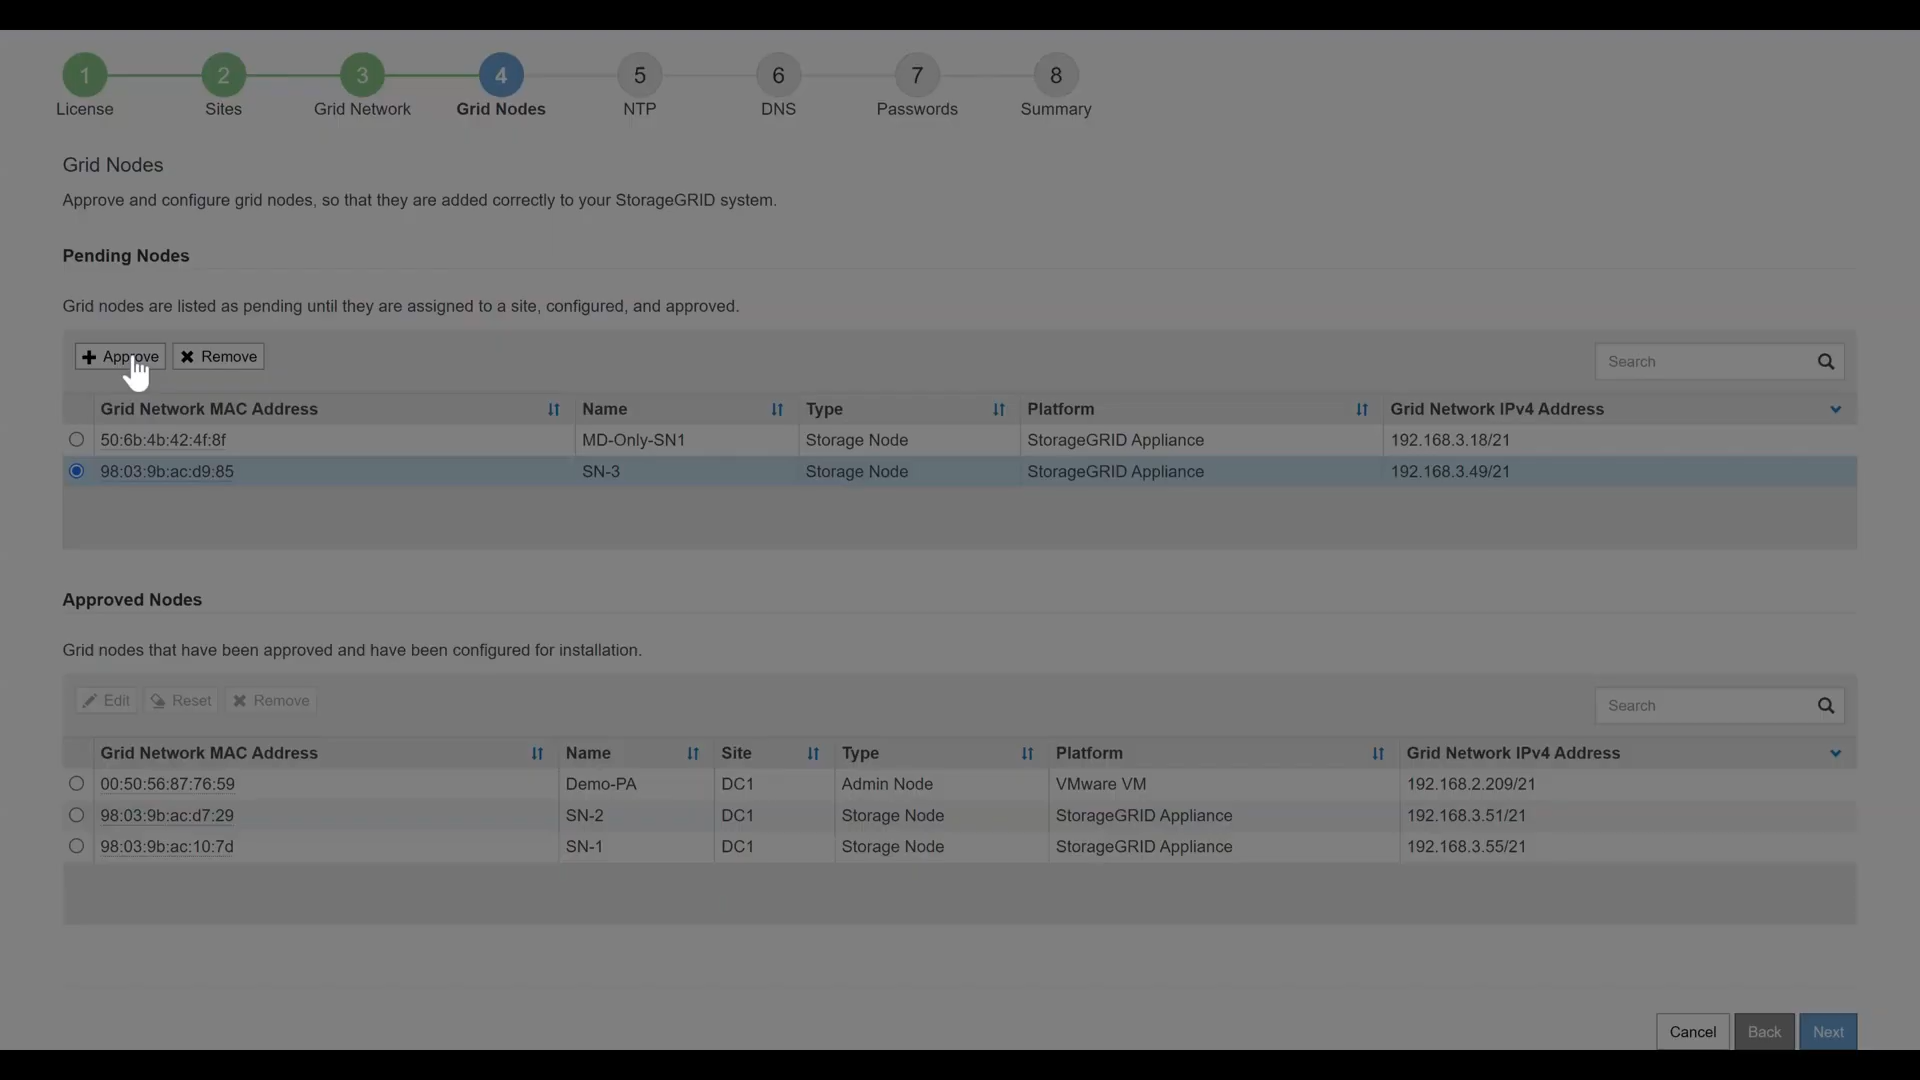 1 2 3 4 5 6 7 8
License Sites Grid Network Grid Nodes NTP DNS Passwords Summary
Grid Nodes
Approve and configure grid nodes, so that they are added correctly to your StorageGRID system.
Pending Nodes
Grid nodes are listed as pending until they are assigned to a site, configured, and approved.
Approve Remove Search
Grid Network MAC Address Name Type Platform Grid Network IPv4 Address
50:6b:4b:42:4f:8f MD-Only-SN1 Storage Node StorageGRID Appliance 192.168.3.18/21
98:03:9b:ac:d9:85 SN-3 Storage Node StorageGRID Appliance 192.168.3.49/21
Approved Nodes
Grid nodes that have been approved and have been configured for installation.
Edit Reset Remove Search
Grid Network MAC Address Name Site Type Platform Grid Network IPv4 Address
00:50:56:87:76:59 Demo-PA DC1 Admin Node VMware VM 192.168.2.209/21
98:03:9b:ac:d7:29 SN-2 DC1 Storage Node StorageGRID Appliance 192.168.3.51/21
98:03:9b:ac:10:7d SN-1 DC1 Storage Node StorageGRID Appliance 192.168.3.55/21
Cancel Back Next